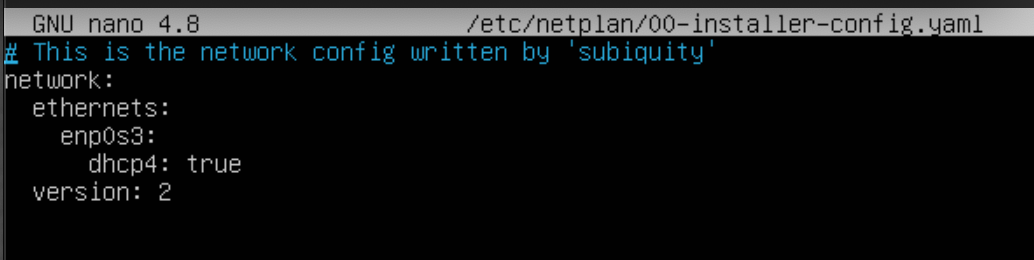 GNU nano 4.8 /etc/netplan/00-installer-config.yaml
# This is the network config written by 'subiquity'
network:
  ethernets:
    enp0s3:
      dhcp4: true
  version: 2